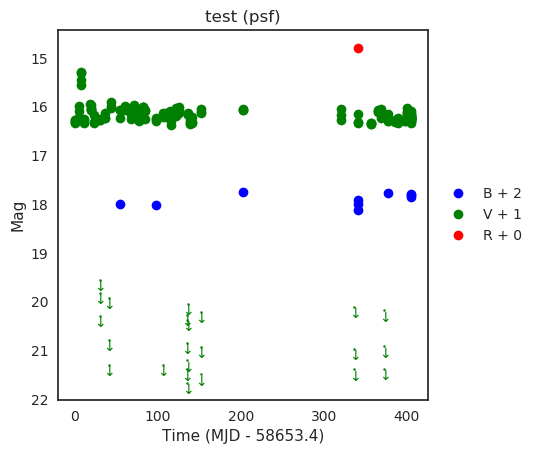 test (psf)
15
16
17
18
19
20
21
22
Mag
0
100
200
300
400
Time (MJD - 58653.4)
B + 2
V + 1
R + 0